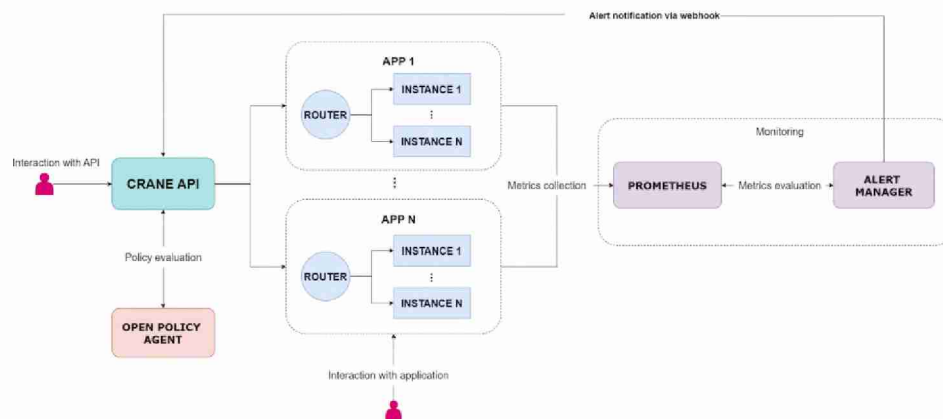 Alert notification via webhook
APP 1
INSTANCE 1
ROUTER
⋮
INSTANCE N
Monitoring
Interaction with API
CRANE API
⋮
Metrics collection
PROMETHEUS
Metrics evaluation
ALERT
MANAGER
APP N
INSTANCE 1
Policy evaluation
ROUTER
⋮
INSTANCE N
OPEN POLICY
AGENT
Interaction with application